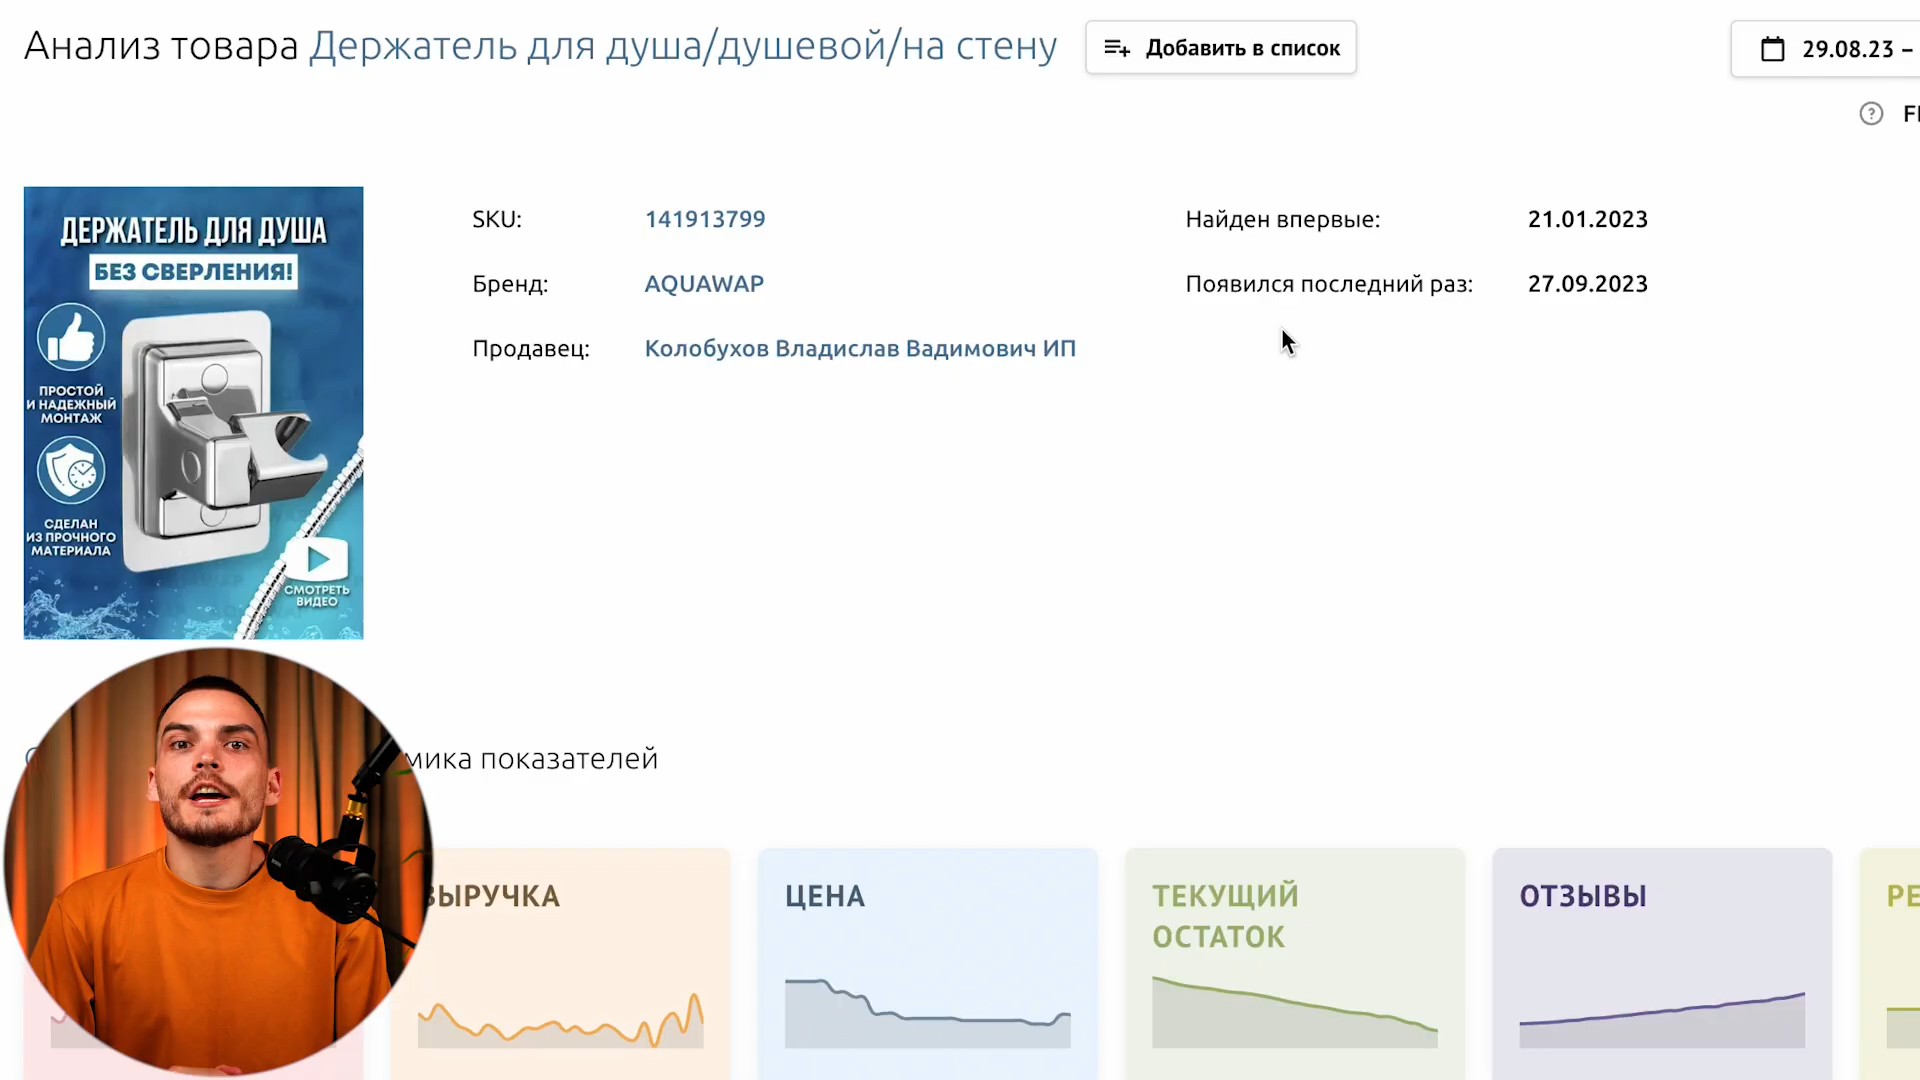 Анализ товара Держатель для душа/душевой/на стену
Добавить в список
29.08.23 –
ДЕРЖАТЕЛЬ ДЛЯ ДУША
БЕЗ СВЕРЛЕНИЯ!
ПРОСТОЙ
И НАДЕЖНЫЙ
МОНТАЖ
СДЕЛАН
ИЗ ПРОЧНОГО
МАТЕРИАЛА
СМОТРЕТЬ
ВИДЕО
SKU: 141913799
Бренд: AQUAWAP
Продавец: Колобухов Владислав Вадимович ИП
Найден впервые: 21.01.2023
Появился последний раз: 27.09.2023
мика показателей
ВЫРУЧКА
ЦЕНА
ТЕКУЩИЙ
ОСТАТОК
ОТЗЫВЫ
РЕ